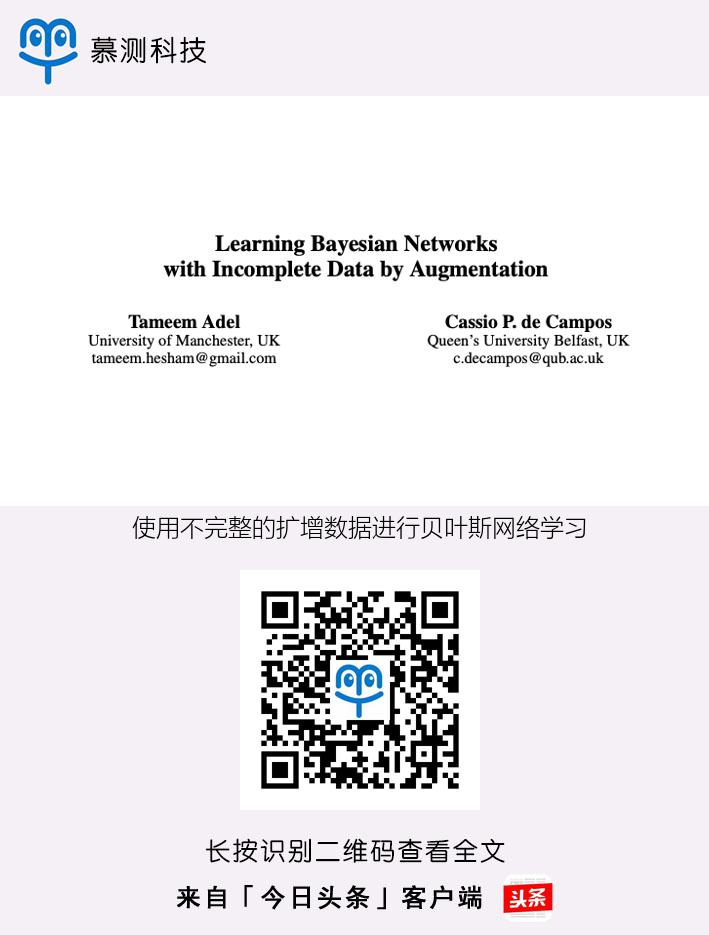 慕测科技
Learning Bayesian Networks
with Incomplete Data by Augmentation
Tameem Adel
University of Manchester, UK
tameem.hesham@gmail.com
Cassio P. de Campos
Queen's University Belfast, UK
c.decampos@qub.ac.uk
使用不完整的扩增数据进行贝叶斯网络学习
长按识别二维码查看全文
来自「今日头条」客户端
头条